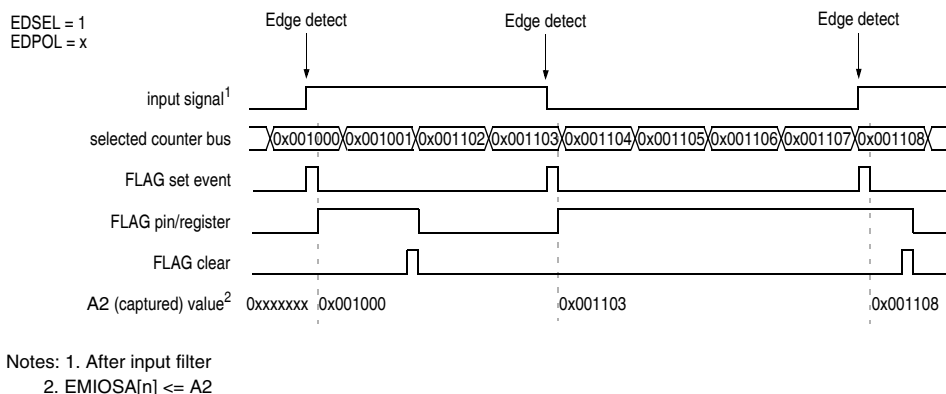 EDSEL = 1
EDPOL = x
Edge detect Edge detect Edge detect
input signal1
selected counter bus 0x001000 0x001001 0x001102 0x001103 0x001104 0x001105 0x001106 0x001107 0x001108
FLAG set event
FLAG pin/register
FLAG clear
A2 (captured) value2 0xxxxxxx 0x001000 0x001103 0x001108
Notes: 1. After input filter
2. EMIOSA[n] <= A2